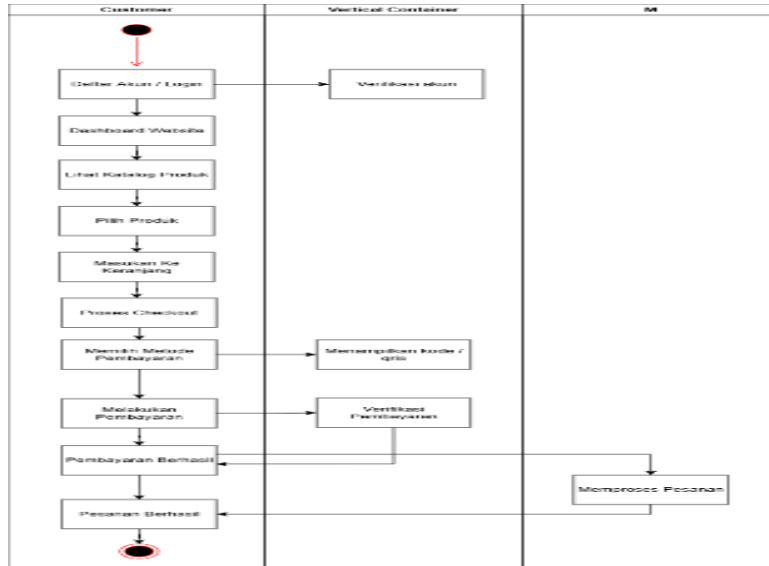 Customer
Vertical Container
M
Daftar Akun / Login
Verifikasi akun
Dashboard Website
Lihat Katalog Produk
Pilih Produk
Masukan Ke
Keranjang
Proses Checkout
Memilih Metode
Pembayaran
Menampilkan kode /
qris
Melakukan
Pembayaran
Verifikasi
Pembayaran
Pembayaran Berhasil
Memproses Pesanan
Pesanan Berhasil